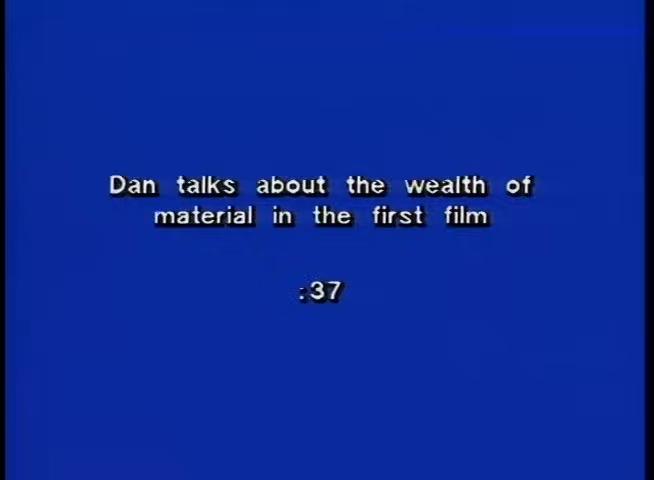 Dan talks about the wealth of
material in the first film
:37